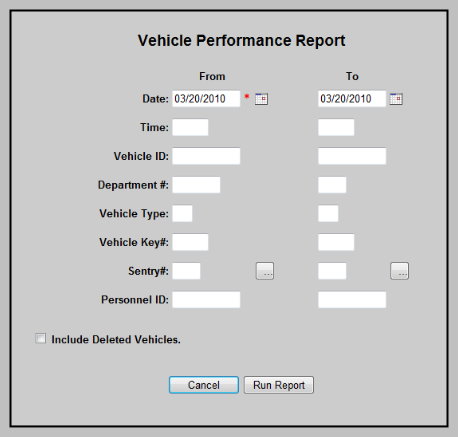 Vehicle Performance Report
From To
Date: 03/20/2010 * 03/20/2010
Time:
Vehicle ID:
Department #:
Vehicle Type:
Vehicle Key#:
Sentry#: ... ...
Personnel ID:
Include Deleted Vehicles.
Cancel Run Report